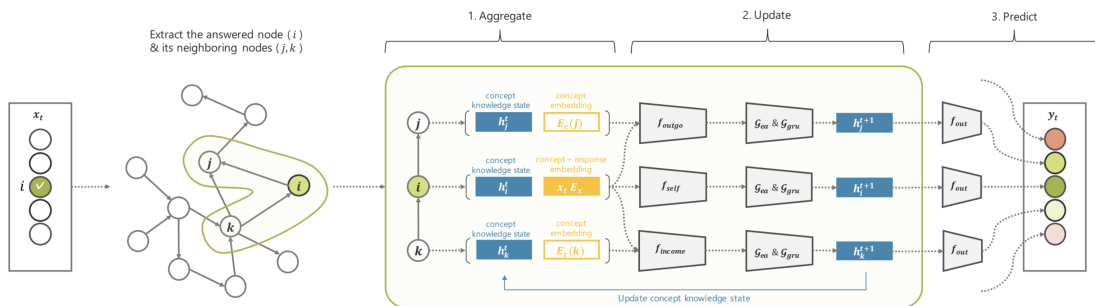 1. Aggregate
2. Update
3. Predict
Extract the answered node (i)
& its neighboring nodes (j, k)
x_t
i
j
i
k
concept
knowledge state
concept
embedding
j
h_j^t
E_c(j)
f_outgo
G_ea & G_gru
h_j^{t+1}
f_out
concept
knowledge state
concept + response
embedding
i
h_i^t
x_t E_x
f_self
G_ea & G_gru
h_i^{t+1}
f_out
concept
knowledge state
concept
embedding
k
h_k^t
E_c(k)
f_income
G_ea & G_gru
h_k^{t+1}
f_out
Update concept knowledge state
y_t